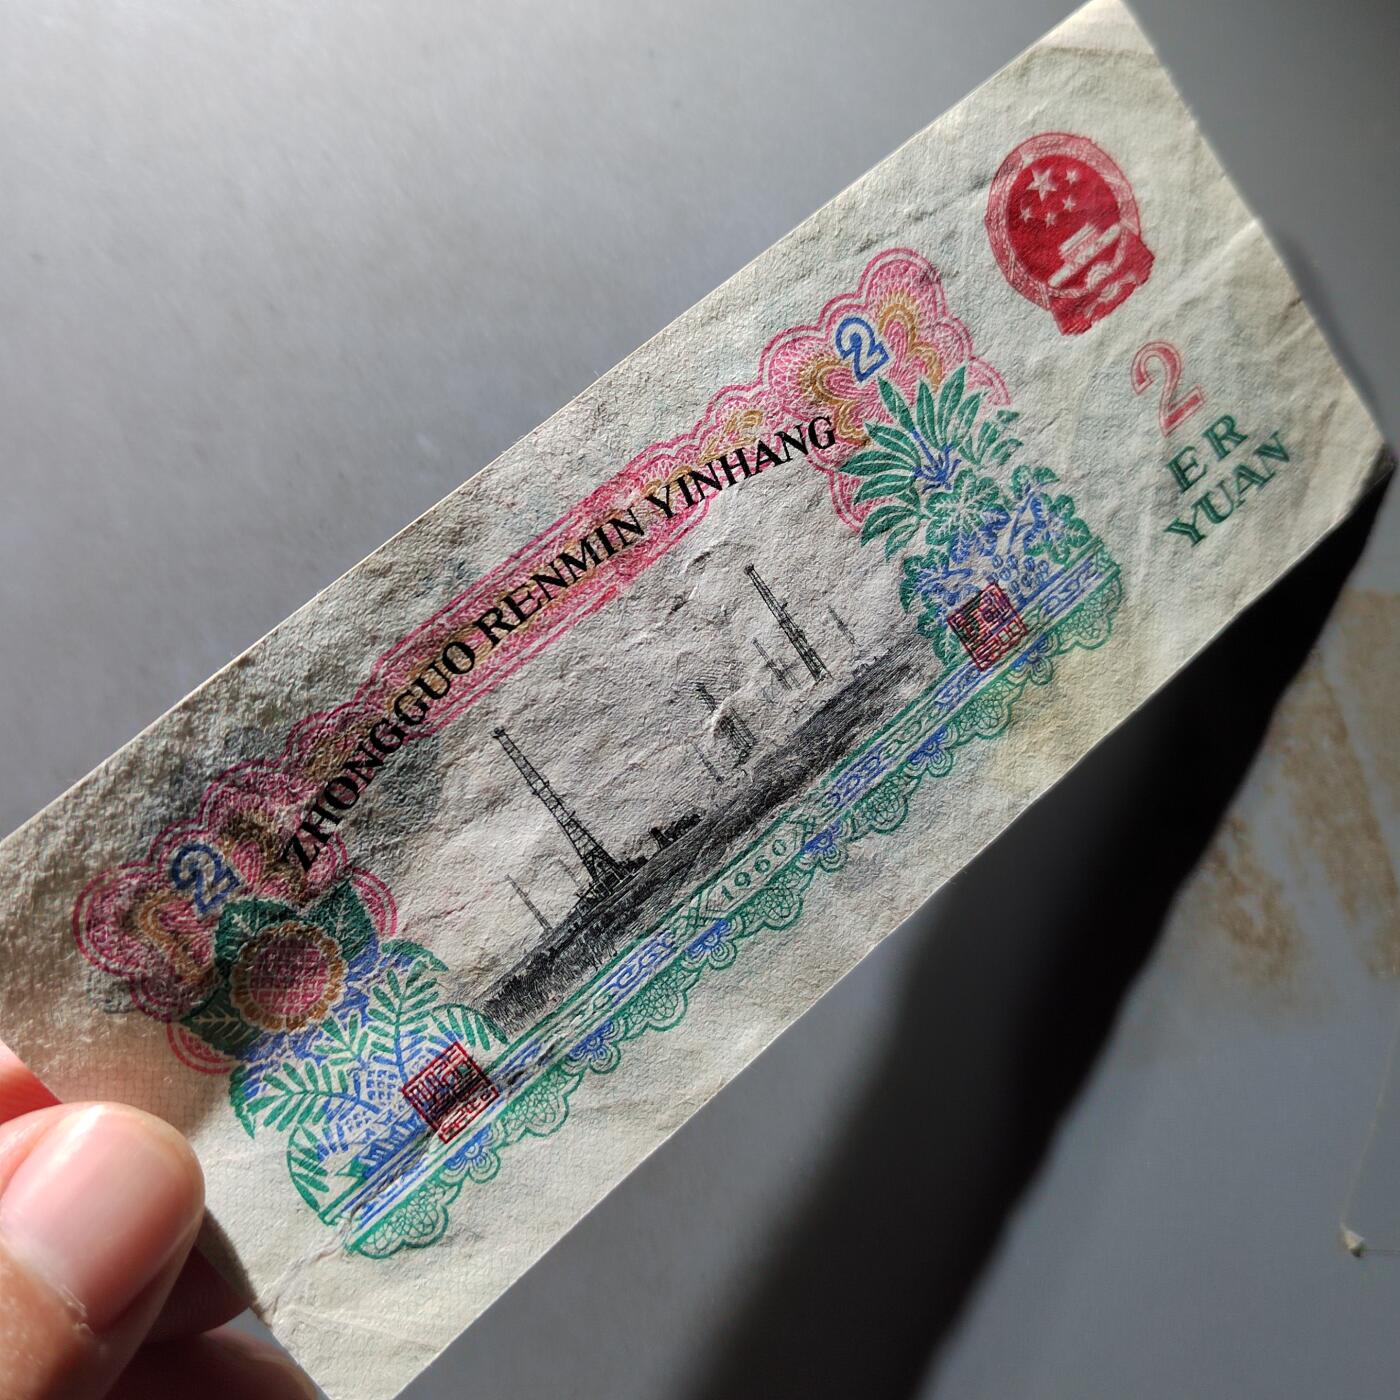 ZHONGGUO RENMIN YINHANG
2
2
2
ER
YUAN
1960